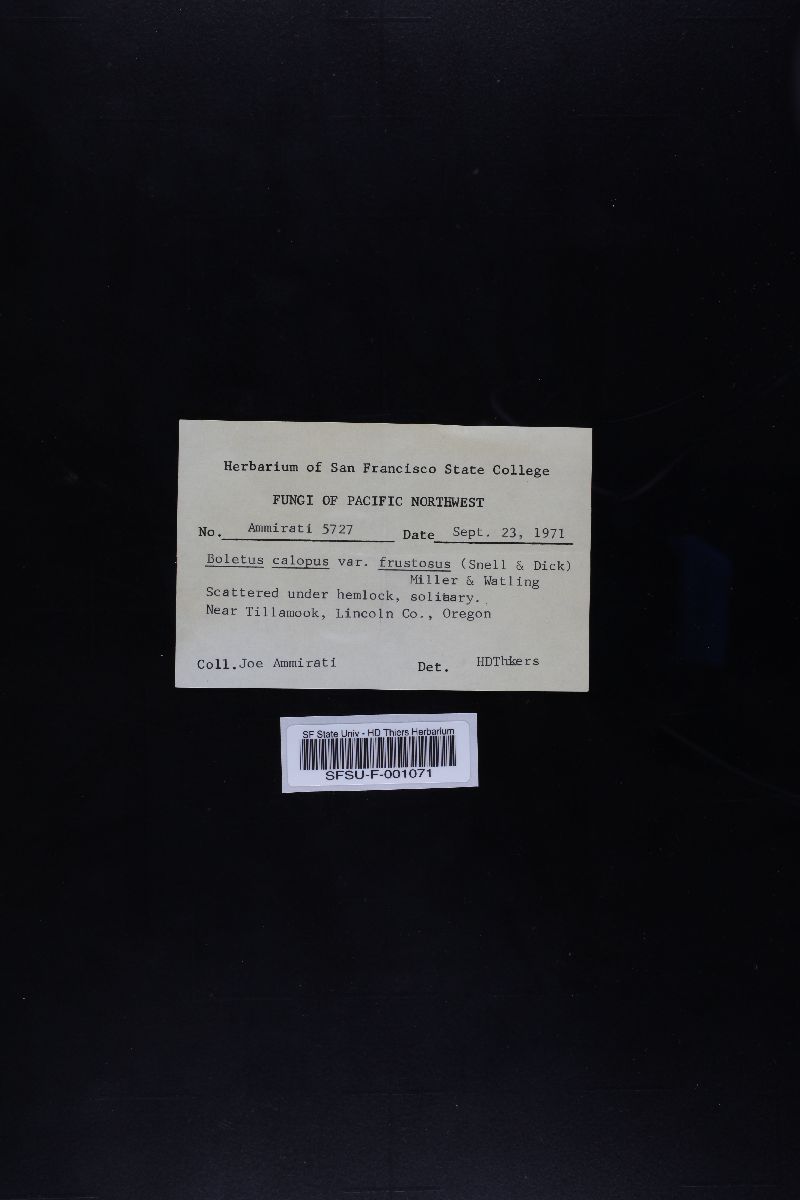 Herbarium of San Francisco State College
FUNGI OF PACIFIC NORTHWEST
No. Ammirati 5727 Date Sept. 23, 1971
Boletus calopus var. frustosus (Snell & Dick)
Miller & Watling
Scattered under hemlock, solitary.
Near Tillamook, Lincoln Co., Oregon
Coll. Joe Ammirati Det. HDThiers
SF State Univ - HD Thiers Herbarium
SFSU-F-001071